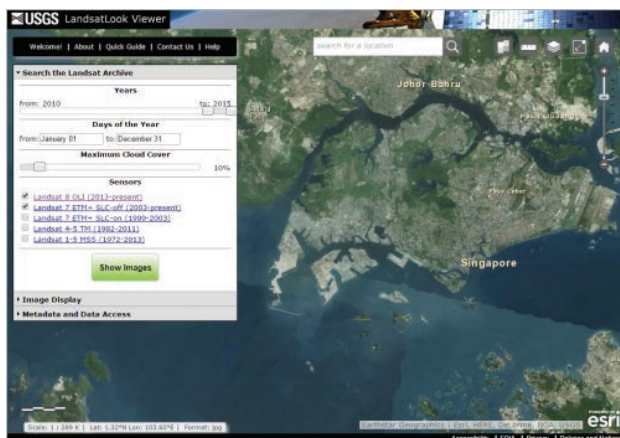 USGS LandsatLook Viewer
Welcome! | About | Quick Guide | Contact Us | Help
search for a location
Search the Landsat Archive
Years
From: 2010 to: 2015
Days of the Year
From: January 01 to: December 31
Maximum Cloud Cover
10%
Sensors
Landsat 8 OLI (2013-present)
Landsat 7 ETM+ SLC-off (2003-present)
Landsat 7 ETM+ SLC-on (1999-2003)
Landsat 4-5 TM (1982-2011)
Landsat 1-5 MSS (1972-2013)
Show Images
Image Display
Metadata and Data Access
Johor Bahru
Singapore
Earthstar Geographics | Esri, HERE, DeLorme, NGA, USGS
esri
Format: jpg